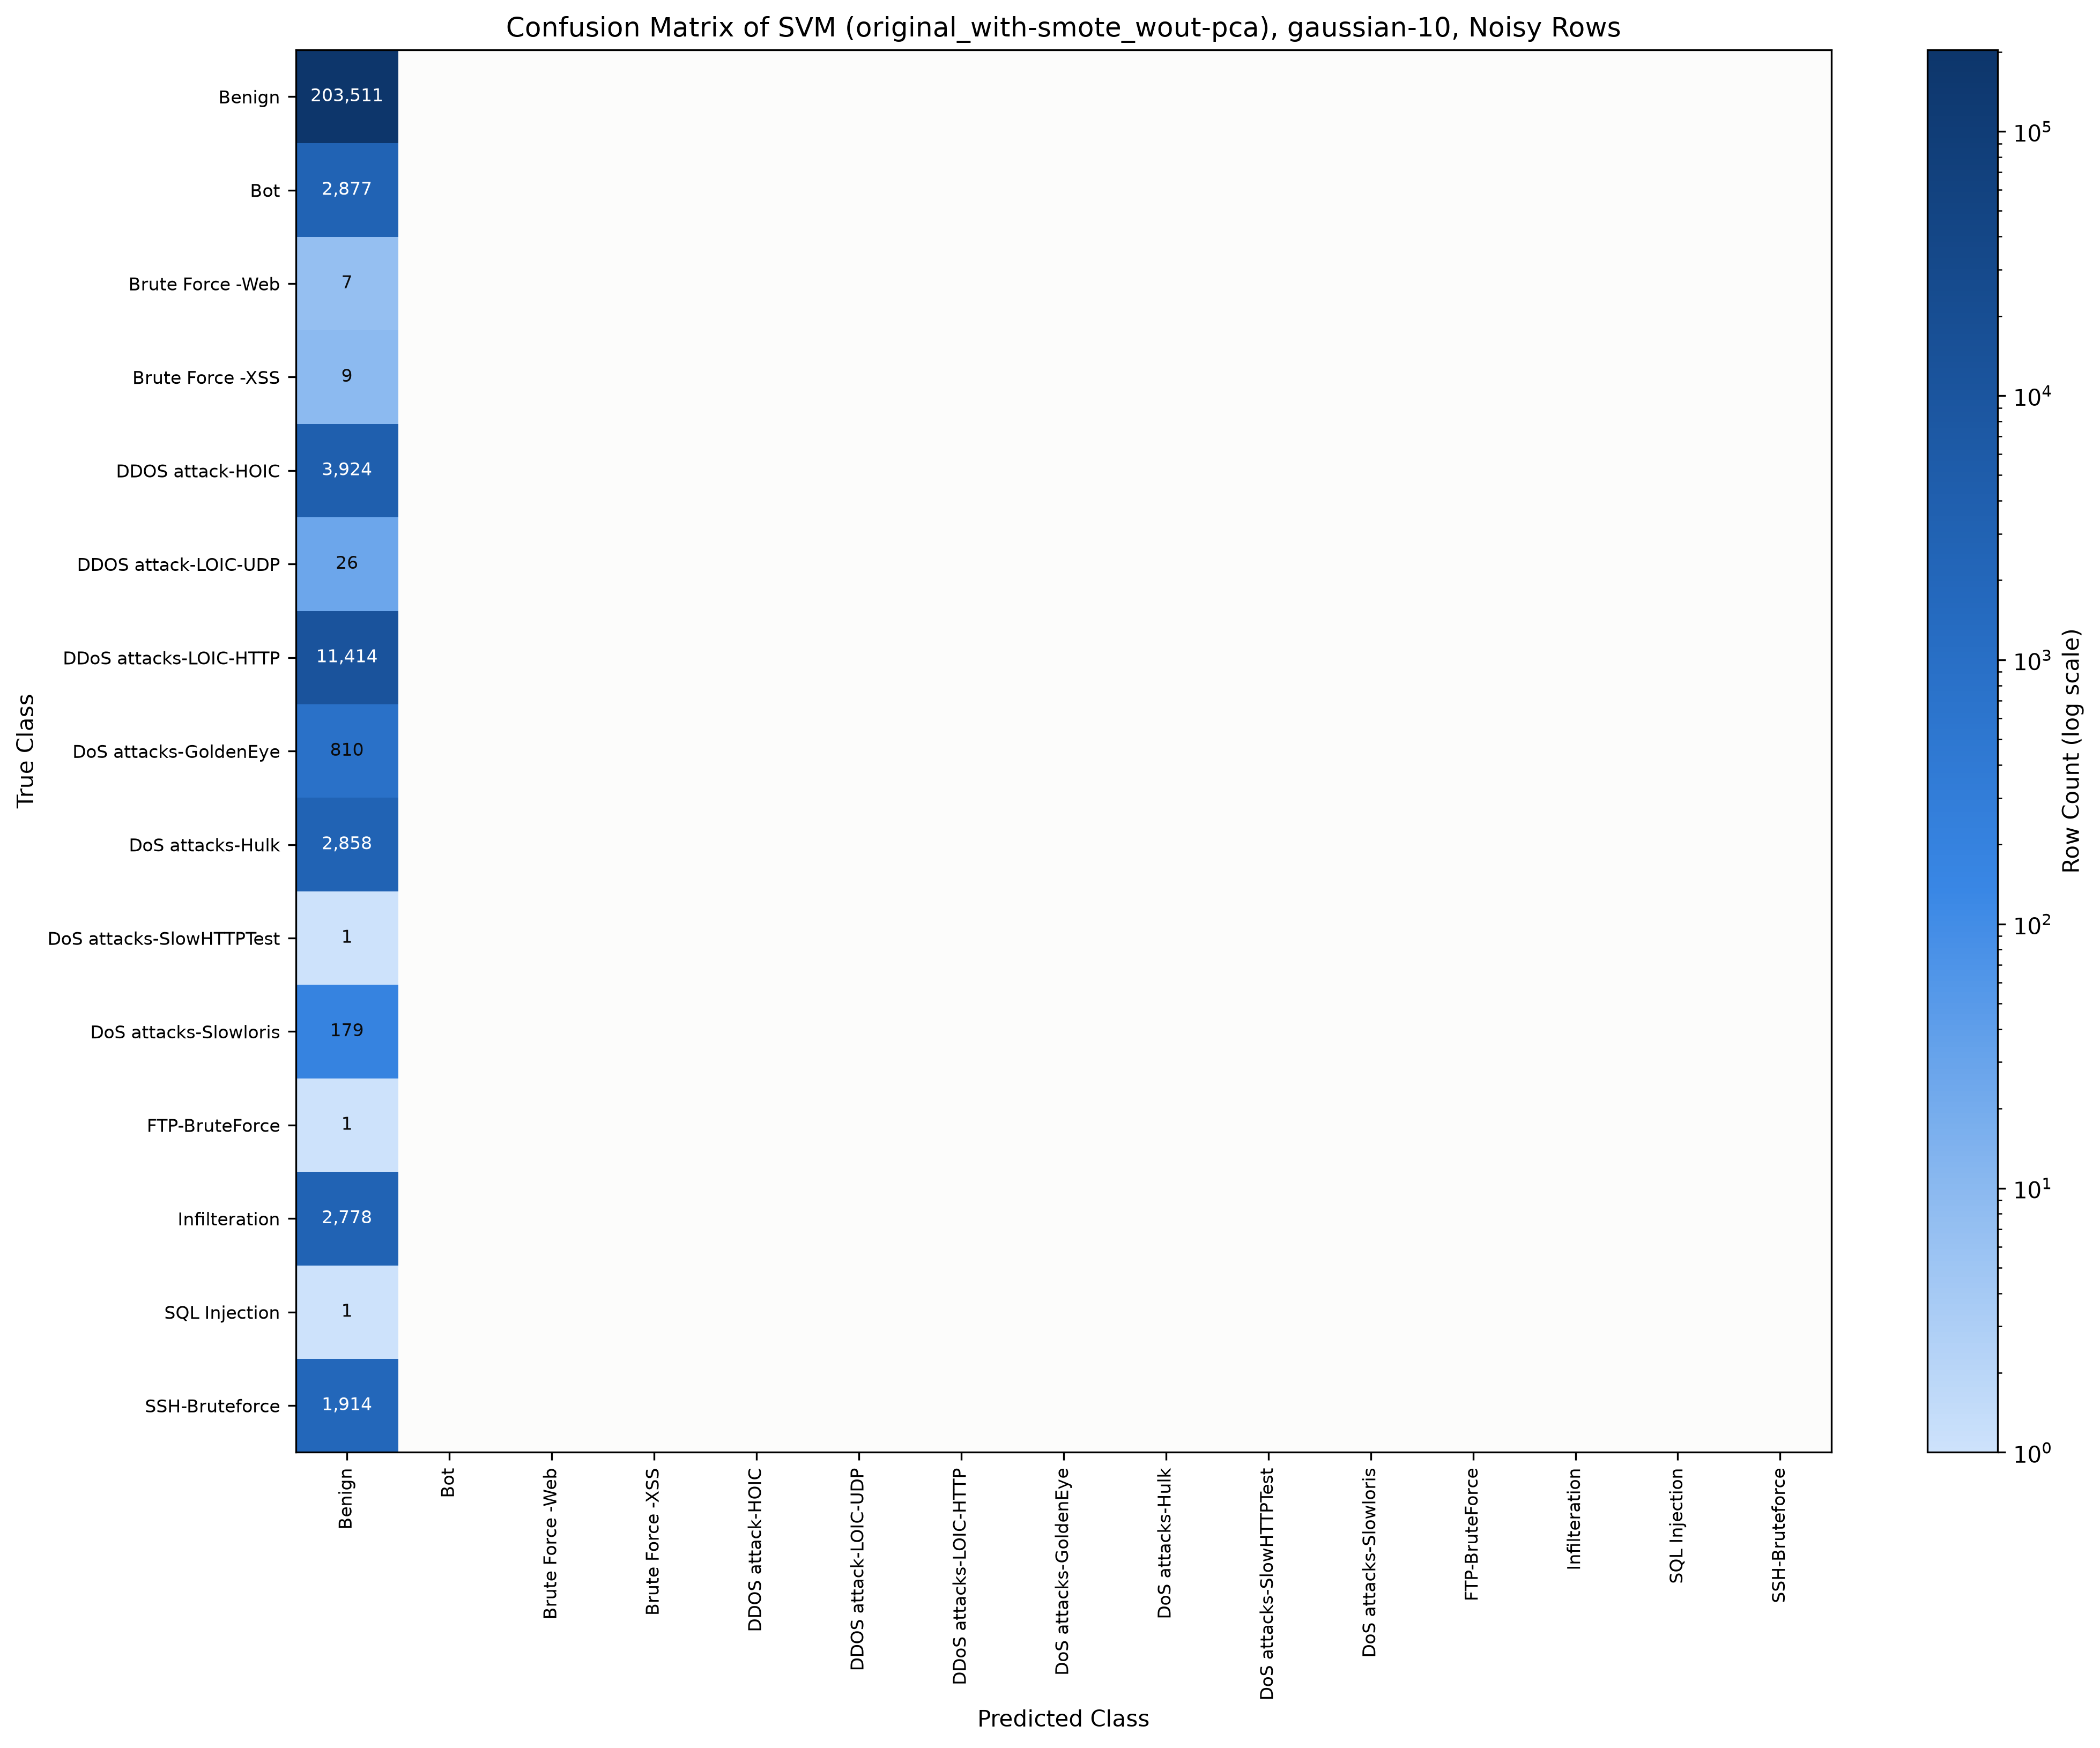 Confusion Matrix of SVM (original_with-smote_wout-pca), gaussian-10, Noisy Rows
True Class
Benign 203,511
Bot 2,877
Brute Force -Web 7
Brute Force -XSS 9
DDOS attack-HOIC 3,924
DDOS attack-LOIC-UDP 26
DDoS attacks-LOIC-HTTP 11,414
DoS attacks-GoldenEye 810
DoS attacks-Hulk 2,858
DoS attacks-SlowHTTPTest 1
DoS attacks-Slowloris 179
FTP-BruteForce 1
Infilteration 2,778
SQL Injection 1
SSH-Bruteforce 1,914
Benign
Bot
Brute Force -Web
Brute Force -XSS
DDOS attack-HOIC
DDOS attack-LOIC-UDP
DDoS attacks-LOIC-HTTP
DoS attacks-GoldenEye
DoS attacks-Hulk
DoS attacks-SlowHTTPTest
DoS attacks-Slowloris
FTP-BruteForce
Infilteration
SQL Injection
SSH-Bruteforce
Predicted Class
10⁵
10⁴
10³
10²
10¹
10⁰
Row Count (log scale)